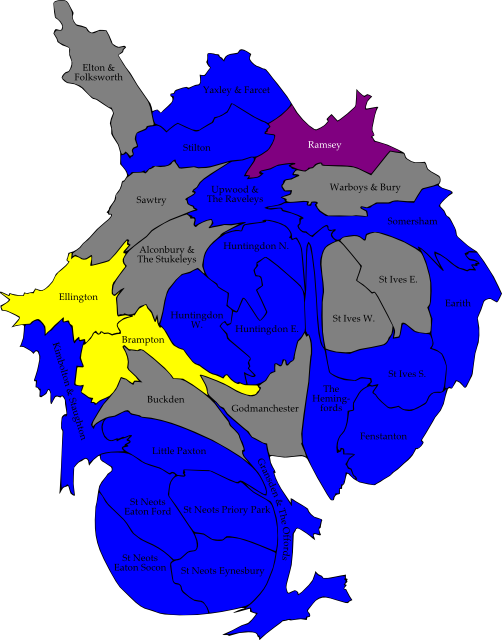 Elton &
Folksworth
Yaxley & Farcet
Stilton
Ramsey
Sawtry
Upwood &
The Raveleys
Warboys & Bury
Somersham
Alconbury &
The Stukeleys
Huntingdon N.
Ellington
St Ives E.
Earith
Huntingdon
W.
Huntingdon E.
St Ives W.
Brampton
Kimbolton & Staughton
St Ives S.
Buckden
Godmanchester
The
Heming-
fords
Fenstanton
Little Paxton
Gransden & The Offords
St Neots
Eaton Ford
St Neots Priory Park
St Neots
Eaton Socon
St Neots Eynesbury